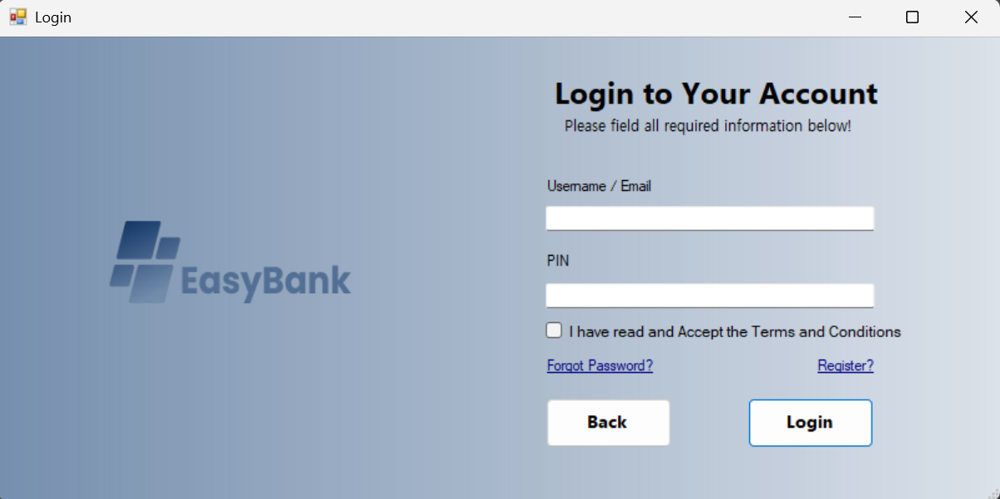 Login
Login to Your Account
Please field all required information below!
Username / Email
PIN
I have read and Accept the Terms and Conditions
Forgot Password?
Register?
Back
Login
EasyBank